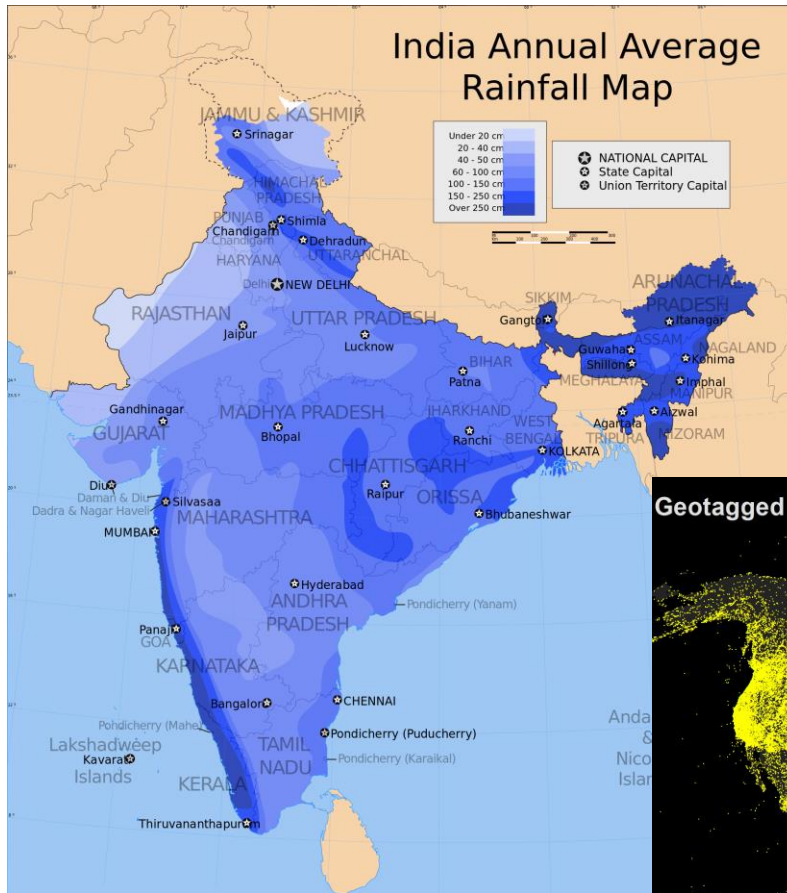 India Annual Average
Rainfall Map
JAMMU & KASHMIR
Srinagar
Under 20 cm
20 - 40 cm
40 - 50 cm
60 - 100 cm
100 - 150 cm
150 - 250 cm
Over 250 cm
NATIONAL CAPITAL
State Capital
Union Territory Capital
HIMACHAL
PRADESH
PUNJAB
Shimla
Chandigarh
Chandigarh
Dehradun
UTTARANCHAL
HARYANA
Delhi
NEW DELHI
RAJASTHAN
Jaipur
UTTAR PRADESH
Lucknow
SIKKIM
Gangtok
ARUNACHAL
PRADESH
Itanagar
ASSAM
Guwaha
NAGALAND
Kohima
Shillong
MEGHALAYA
Imphal
MANIPUR
BIHAR
Patna
Gandhinagar
GUJARAT
MADHYA PRADESH
Bhopal
JHARKHAND
Ranchi
WEST
BENGAL
KOLKATA
Agartala
TRIPURA
Aizwal
MIZORAM
CHHATTISGARH
Raipur
ORISSA
Bhubaneshwar
Diu
Daman & Diu
Dadra & Nagar Haveli
Silvasaa
MAHARASHTRA
MUMBAI
Geotagged
Hyderabad
ANDHRA
PRADESH
Pondicherry (Yanam)
Panaji
GOA
KARNATAKA
Bangalore
CHENNAI
Pondicherry (Mahe)
Pondicherry (Puducherry)
Pondicherry (Karaikal)
Lakshadweep
Islands
Kavarati
TAMIL
NADU
KERALA
Thiruvananthapuram
Anda
&
Nico
Islan